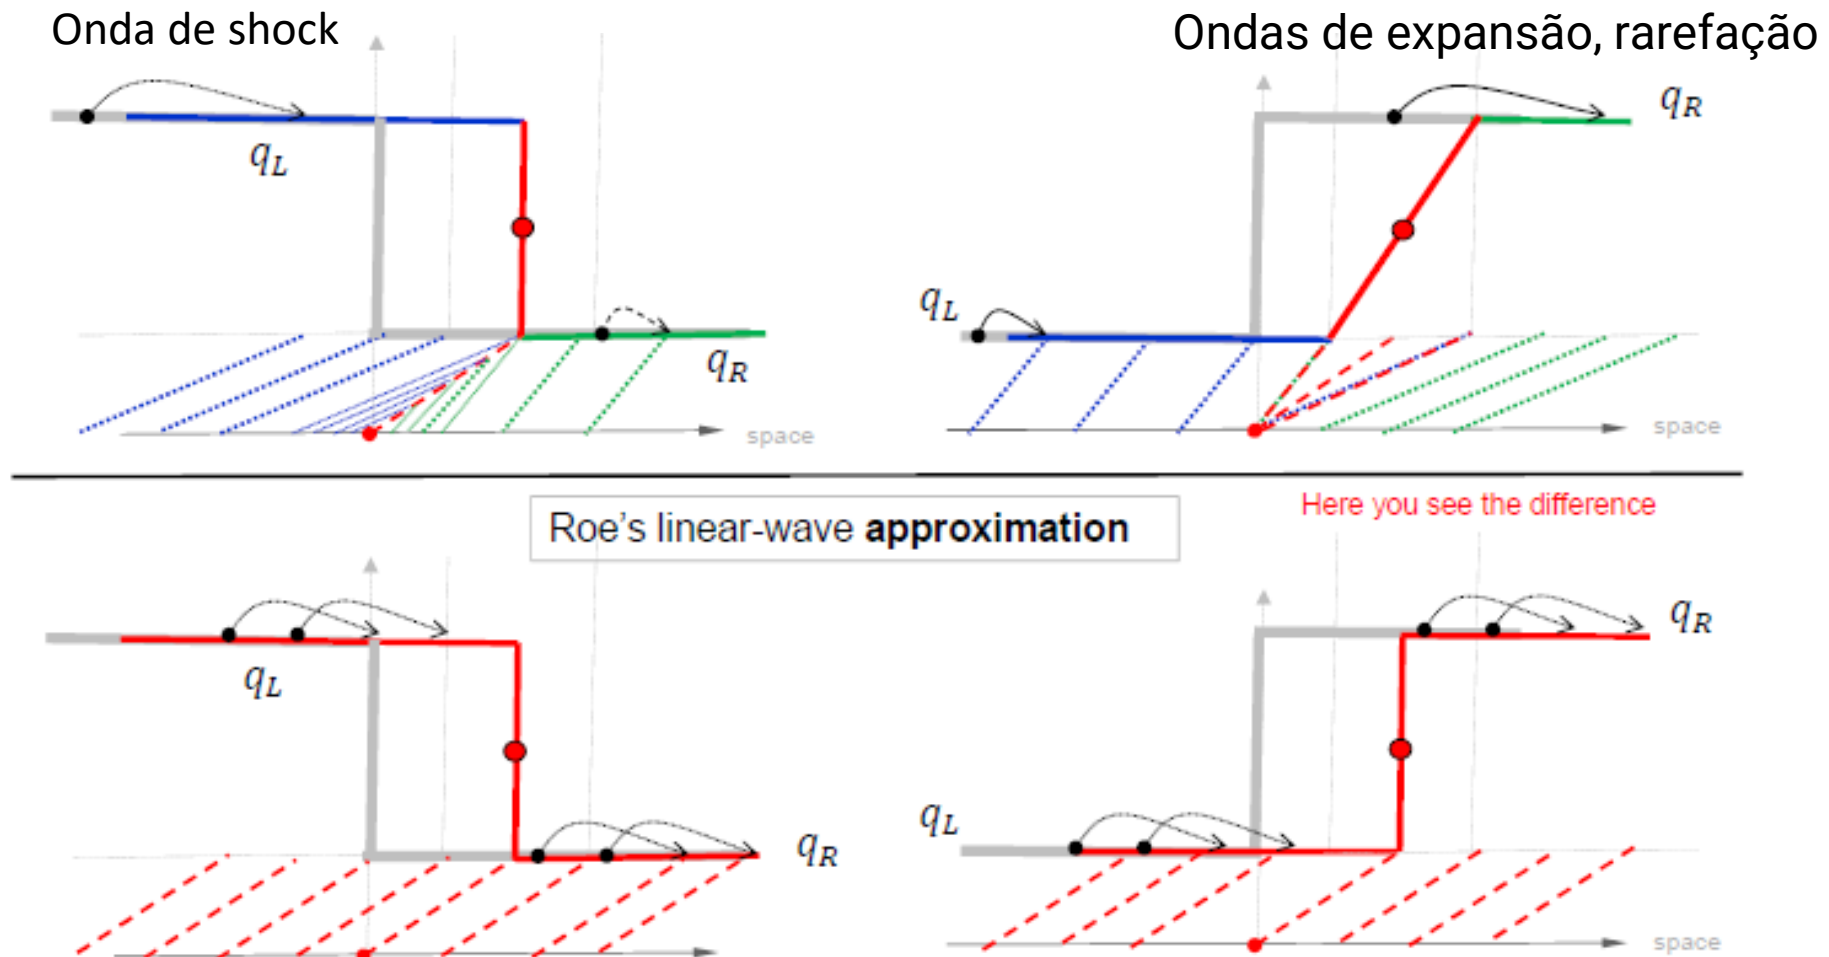 Onda de shock
Ondas de expansão, rarefação
q_L
q_R
q_L
q_R
space
space
Here you see the difference
Roe's linear-wave approximation
q_L
q_R
q_L
q_R
space